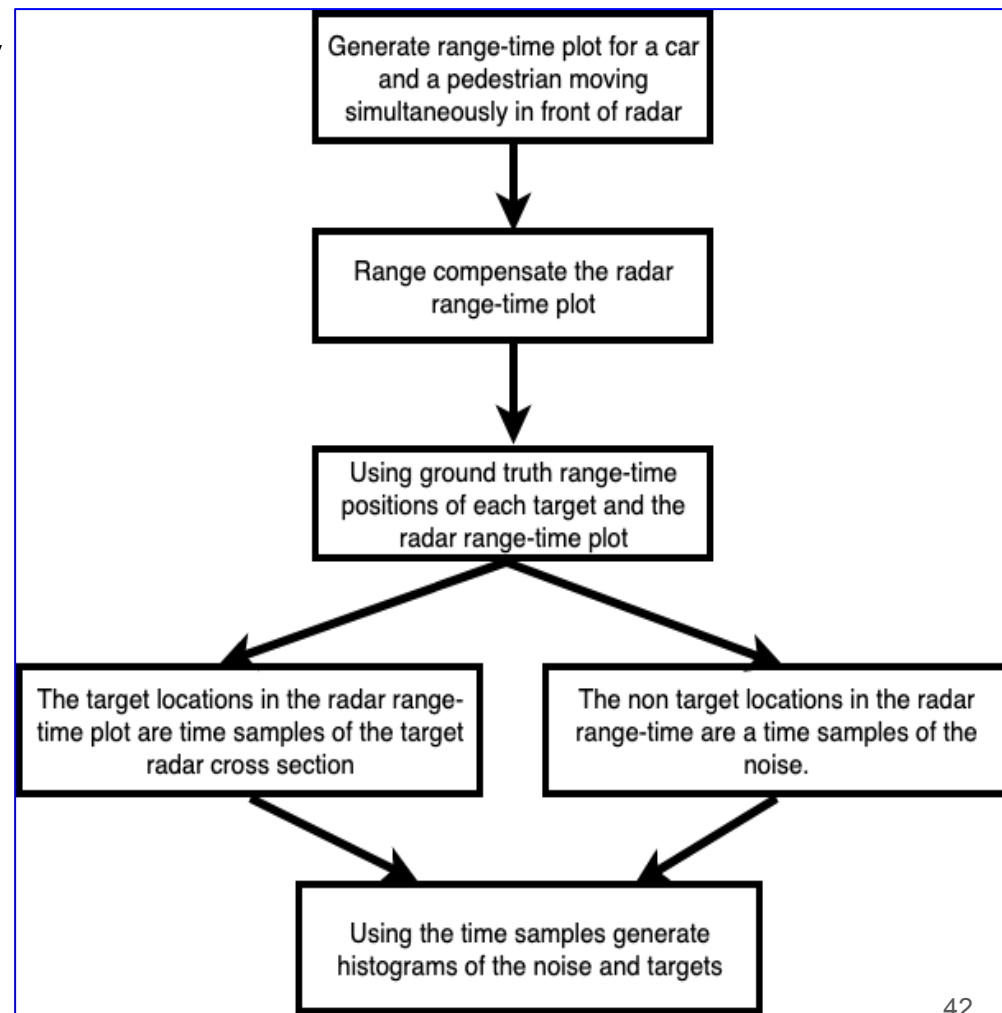 Generate range-time plot for a car
and a pedestrian moving
simultaneously in front of radar
Range compensate the radar
range-time plot
Using ground truth range-time
positions of each target and the
radar range-time plot
The target locations in the radar range-
time plot are time samples of the target
radar cross section
The non target locations in the radar
range-time are a time samples of the
noise.
Using the time samples generate
histograms of the noise and targets
42